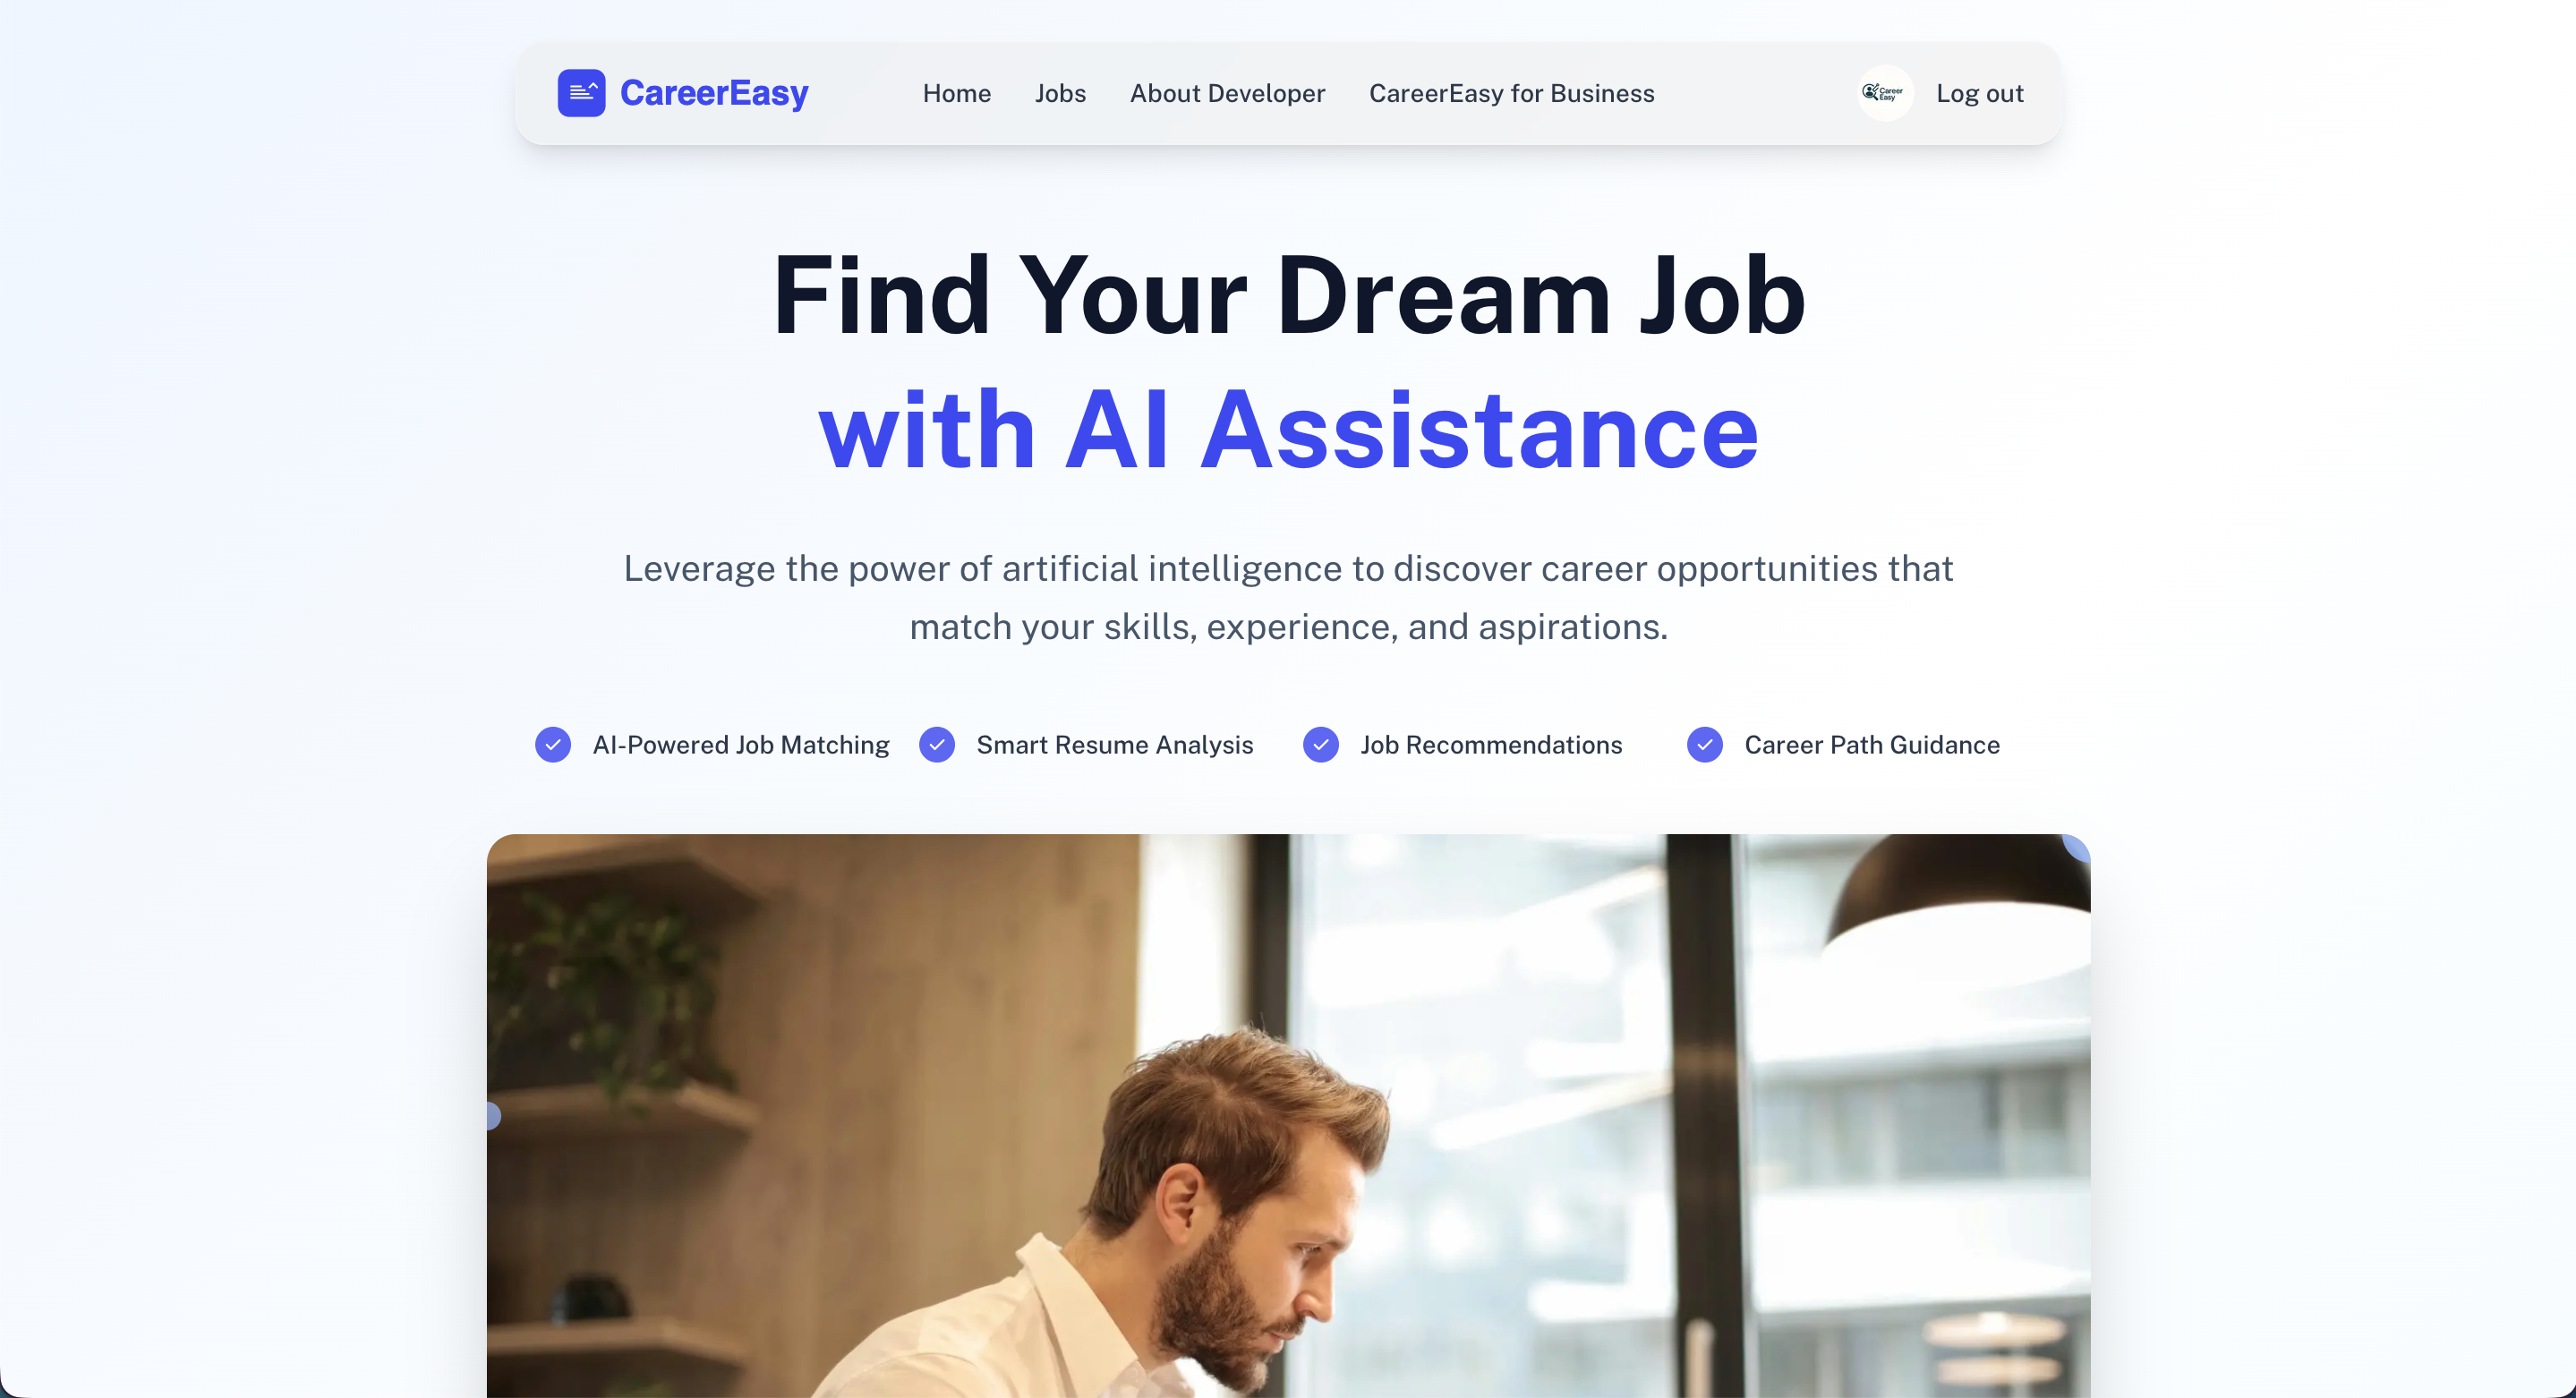 CareerEasy
Home
Jobs
About Developer
CareerEasy for Business
Career
Easy
Log out
Find Your Dream Job
with AI Assistance
Leverage the power of artificial intelligence to discover career opportunities that
match your skills, experience, and aspirations.
AI-Powered Job Matching
Smart Resume Analysis
Job Recommendations
Career Path Guidance